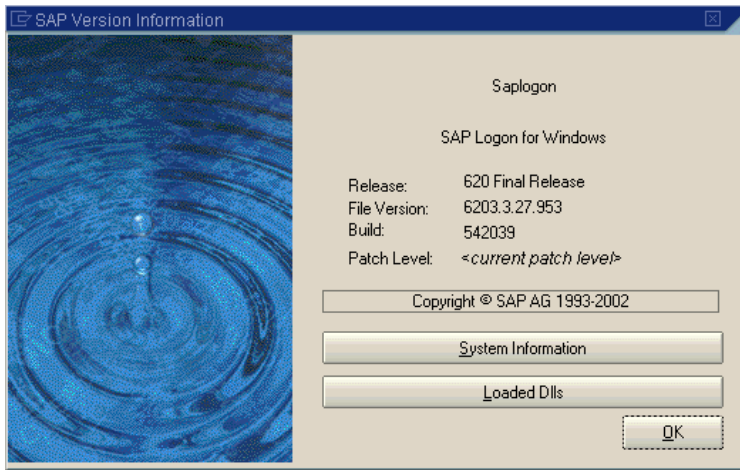 SAP Version Information
Saplogon
SAP Logon for Windows
Release: 620 Final Release
File Version: 6203.3.27.953
Build: 542039
Patch Level: <current patch level>
Copyright © SAP AG 1993-2002
System Information
Loaded Dlls
OK